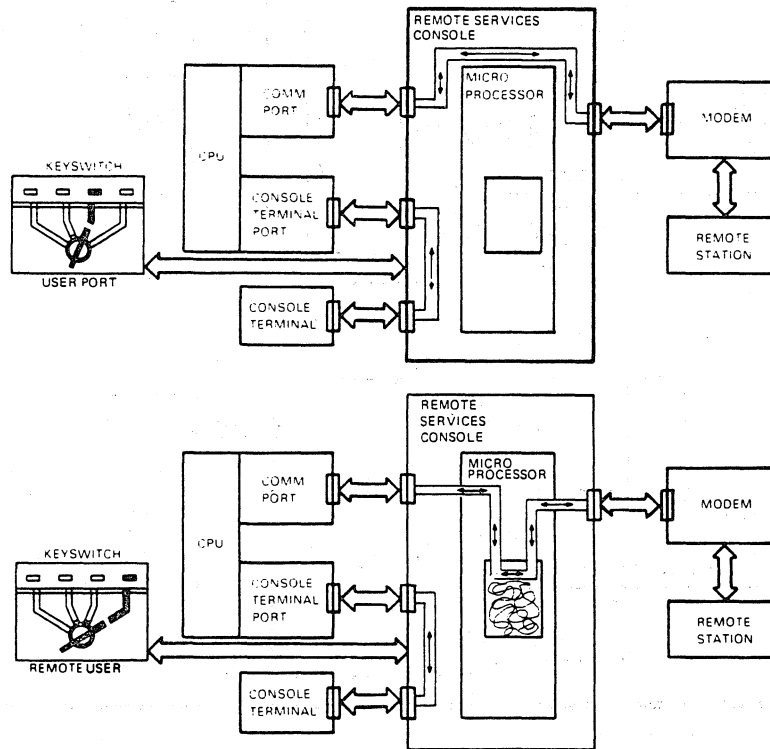 REMOTE SERVICES
CONSOLE
MICRO
PROCESSOR
COMM
PORT
CPU
MODEM
KEYSWITCH
CONSOLE
TERMINAL
PORT
REMOTE
STATION
USER PORT
CONSOLE
TERMINAL
REMOTE
SERVICES
CONSOLE
MICRO
PROCESSOR
COMM
PORT
MODEM
CPU
KEYSWITCH
CONSOLE
TERMINAL
PORT
REMOTE
STATION
REMOTE USER
CONSOLE
TERMINAL